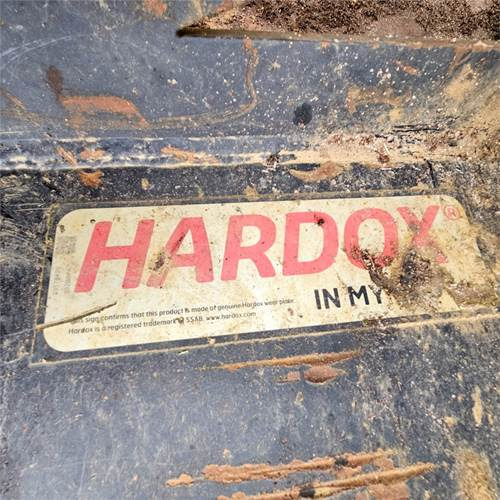 HARDOX®
IN MY
This sign confirms that this product is made of genuine Hardox wear plate.
Hardox is a registered trademark of SSAB. www.hardox.com